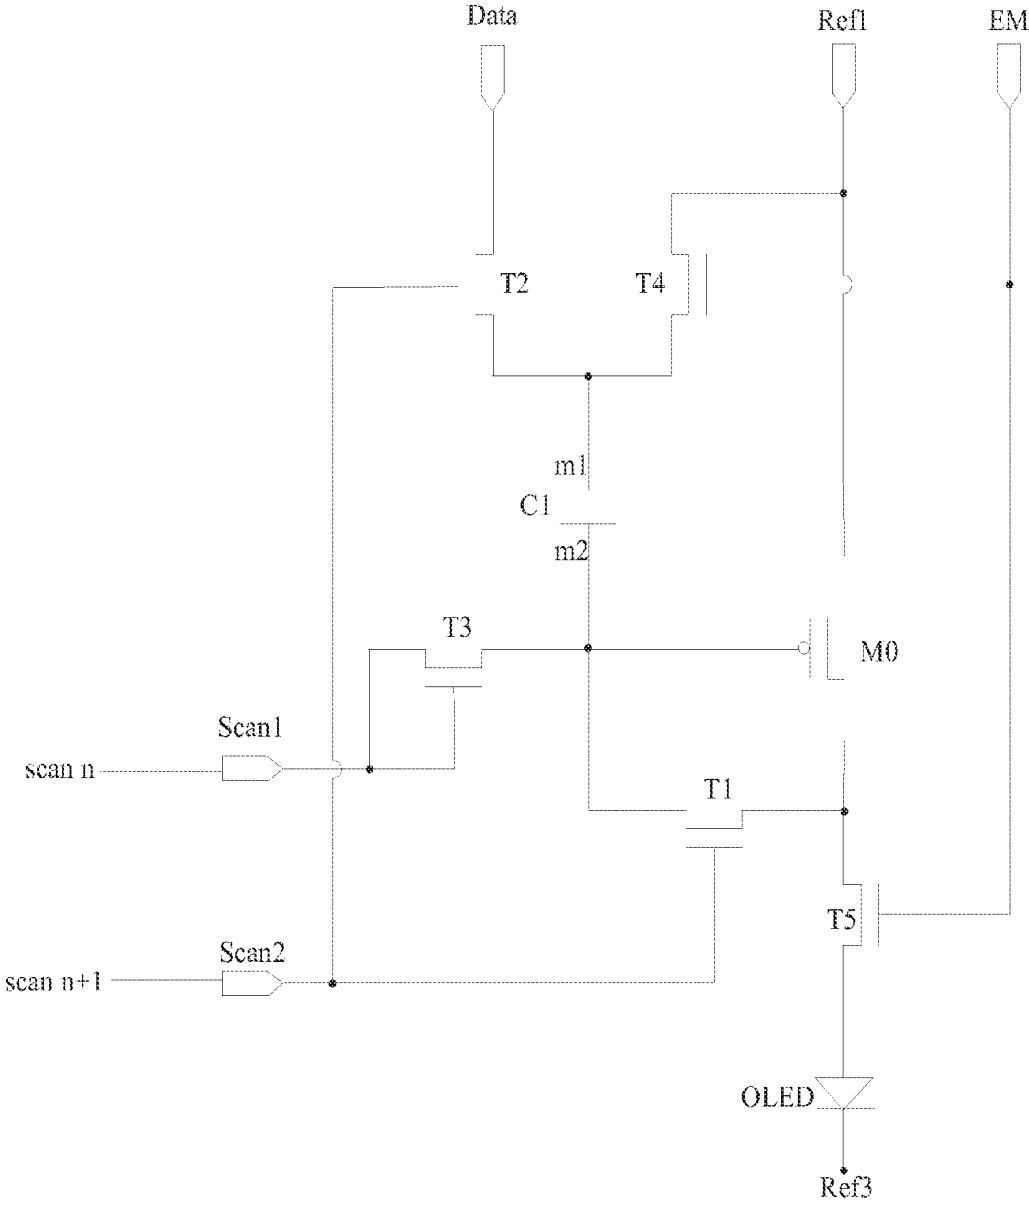 Data
Ref1
EM
T2
T4
m1
C1
m2
T3
M0
Scan1
scan n
T1
T5
Scan2
scan n+1
OLED
Ref3